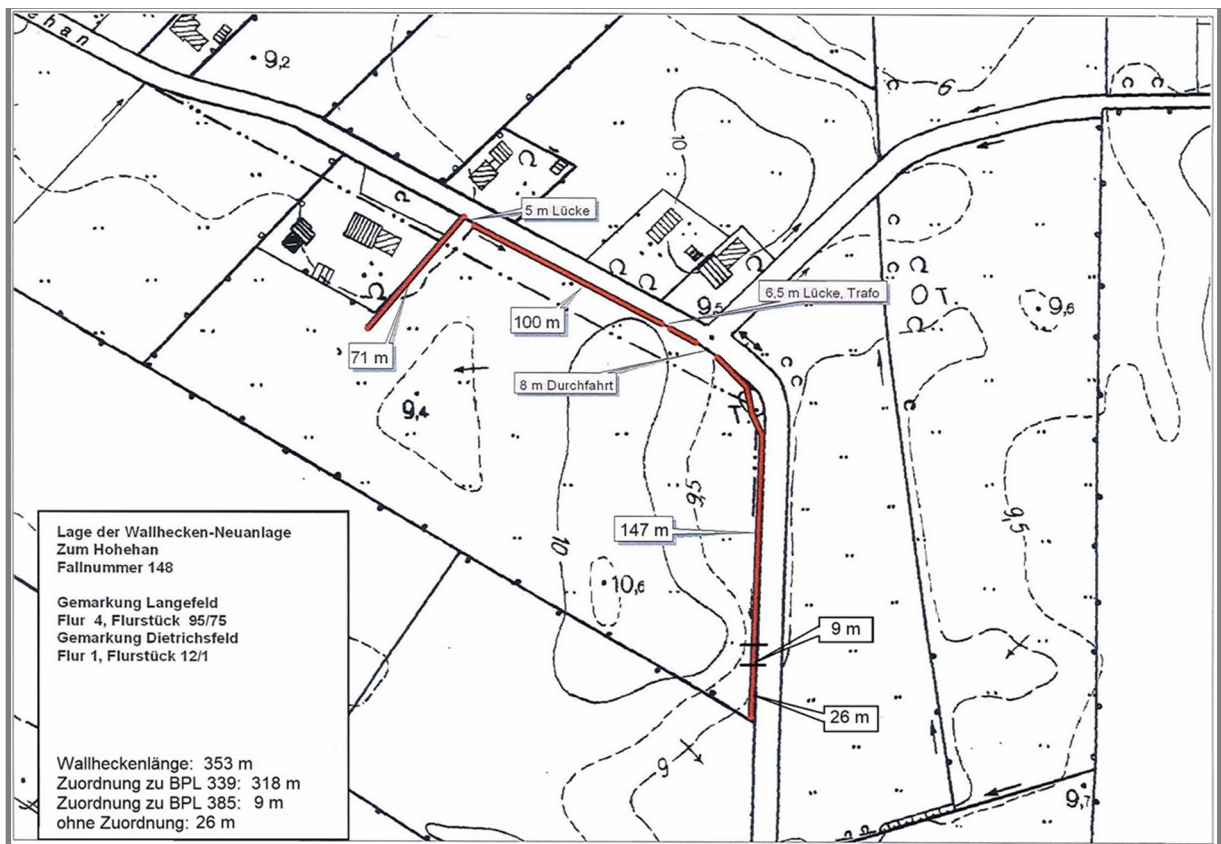 ehan
9,2
6
10
5 m Lücke
9,5
6,5 m Lücke, Trafo
O T.
9,6
100 m
71 m
8 m Durchfahrt
9,4
T
9,5
9,5
147 m
10
10,6
9 m
26 m
9
9,7
Lage der Wallhecken-Neuanlage
Zum Hohehan
Fallnummer 148
Gemarkung Langefeld
Flur 4, Flurstück 95/75
Gemarkung Dietrichsfeld
Flur 1, Flurstück 12/1
Wallheckenlänge: 353 m
Zuordnung zu BPL 339: 318 m
Zuordnung zu BPL 385: 9 m
ohne Zuordnung: 26 m